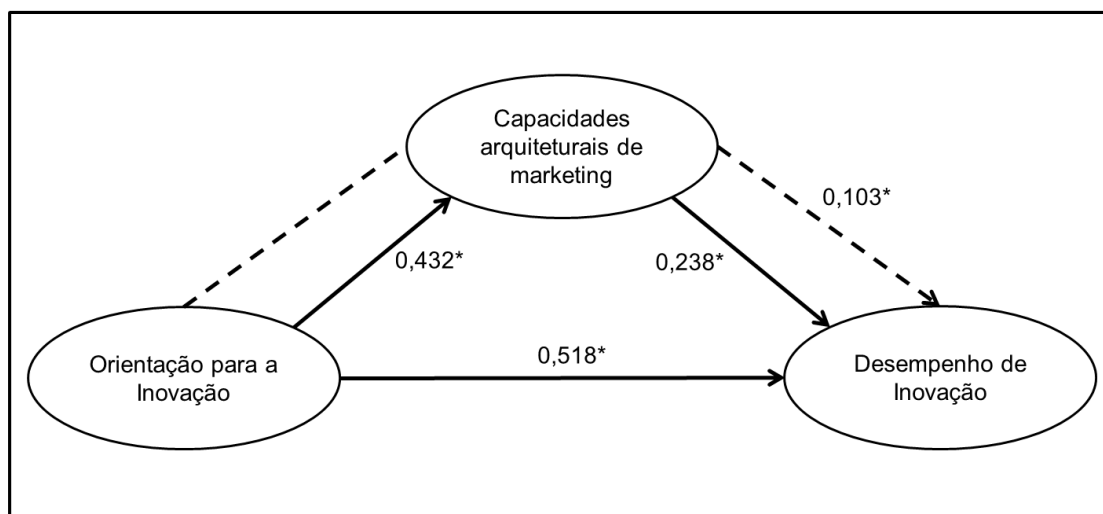 Capacidades
arquiteturais de
marketing
0,103*
0,432*
0,238*
0,518*
Orientação para a
Inovação
Desempenho de
Inovação